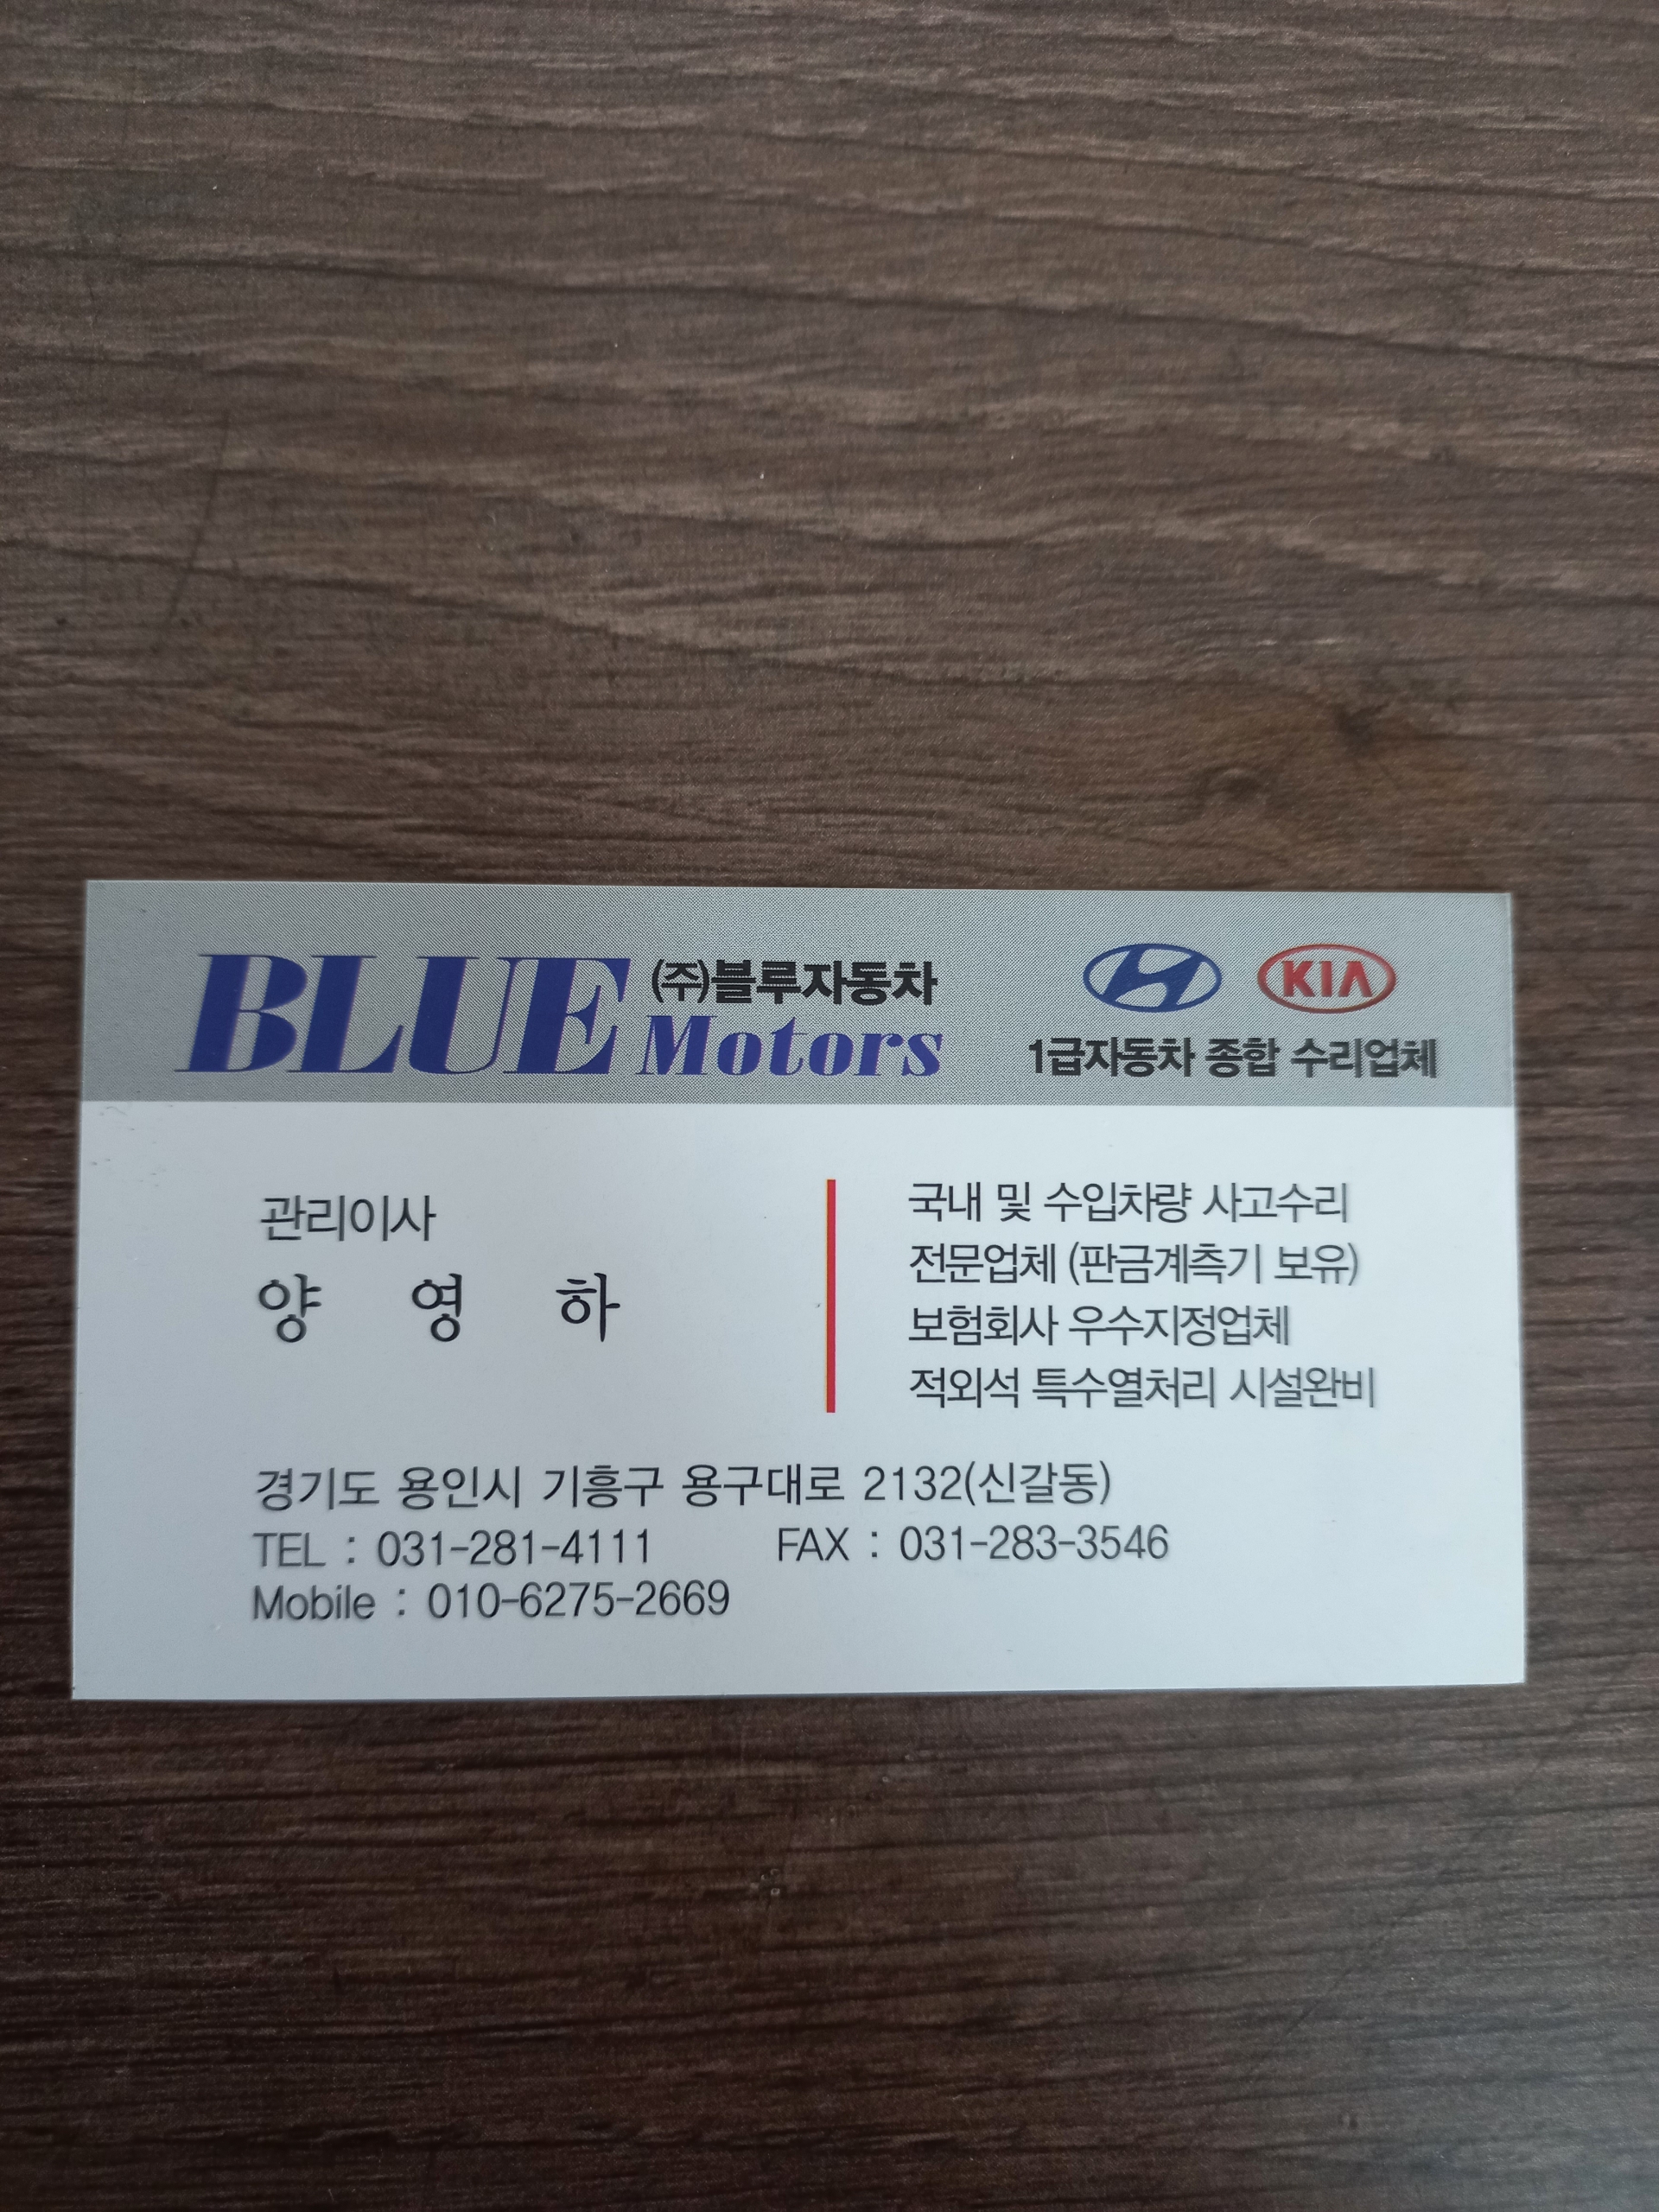 BLUE (주)블루자동차
Motors
KIA
1급자동차 종합 수리업체
관리이사
양 영 하
국내 및 수입차량 사고수리
전문업체 (판금계측기 보유)
보험회사 우수지정업체
적외석 특수열처리 시설완비
경기도 용인시 기흥구 용구대로 2132(신갈동)
TEL : 031-281-4111 FAX : 031-283-3546
Mobile : 010-6275-2669